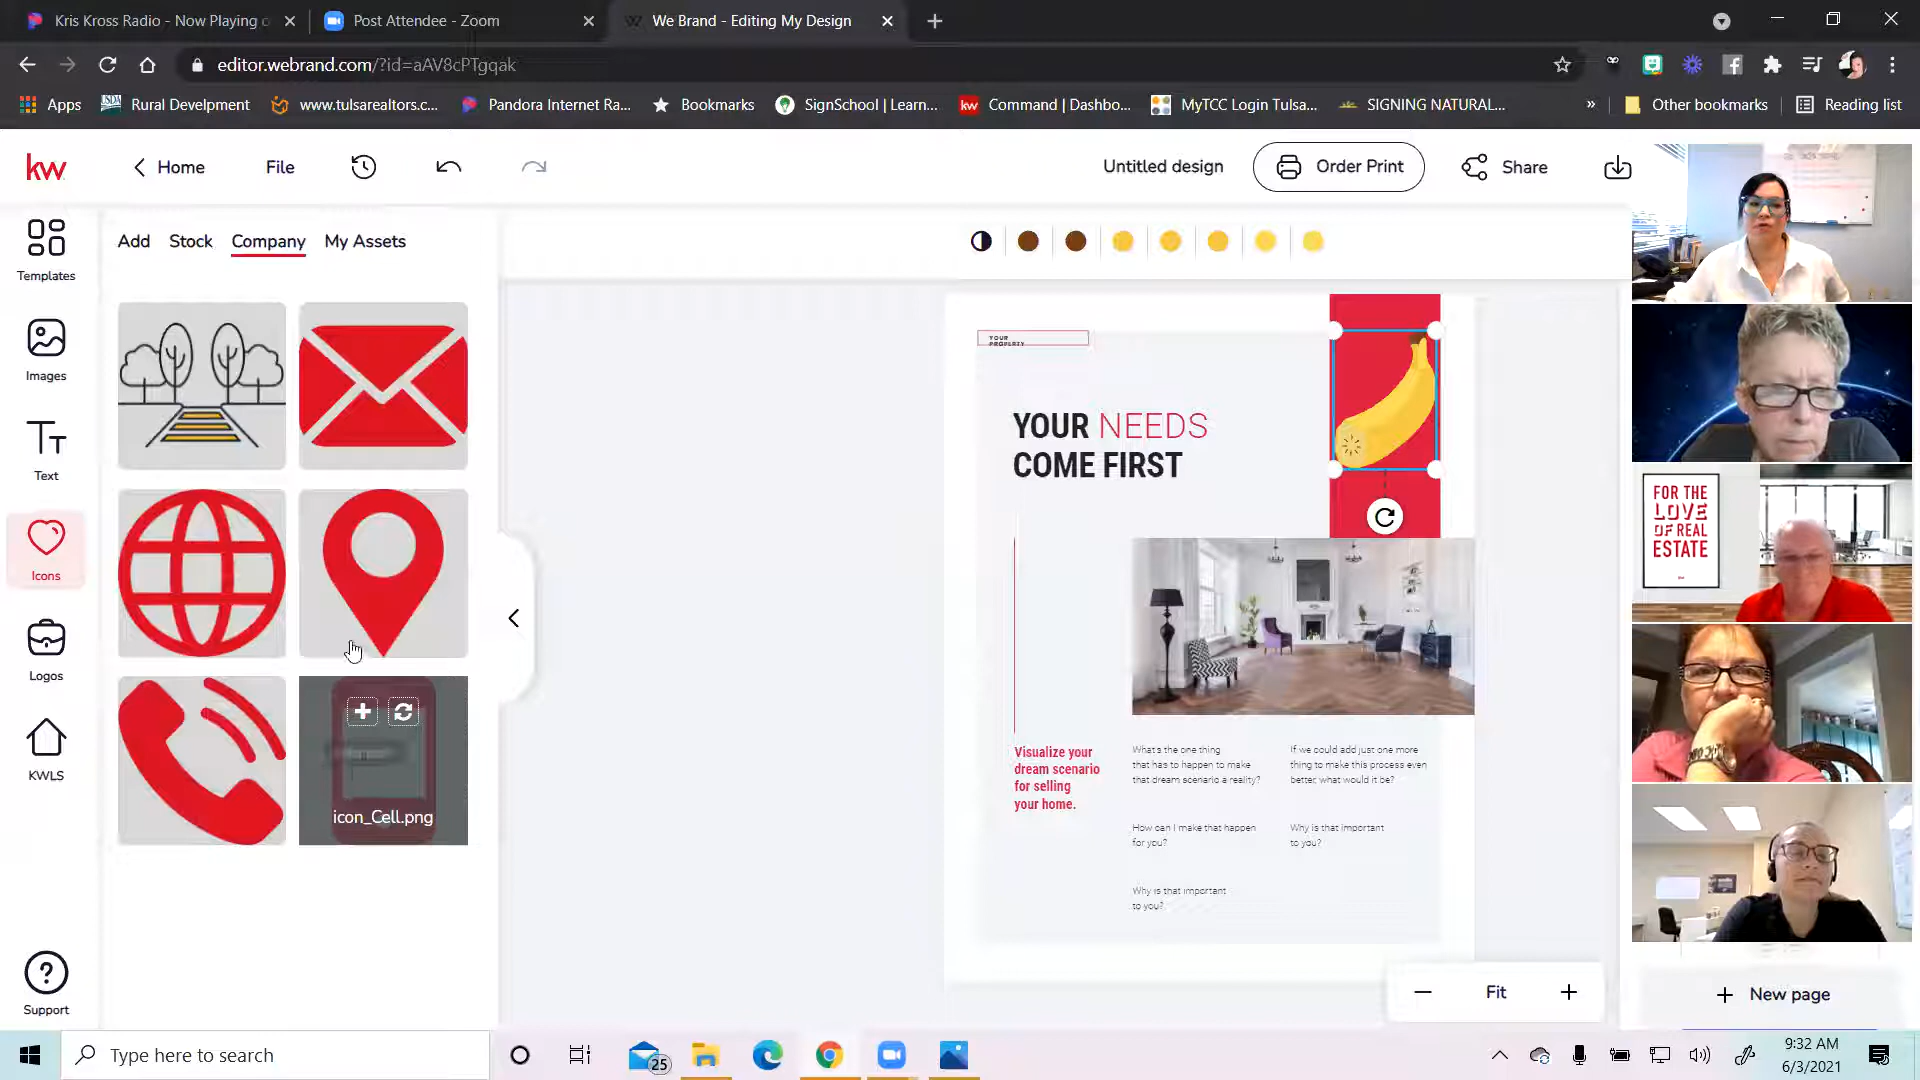 Kris Kross Radio - Now Playing o
Post Attendee - Zoom
We Brand - Editing My Design
editor.webrand.com/?id=aAV8cPTgqak
Apps
Rural Develpment
www.tulsarealtors.c...
Pandora Internet Ra...
Bookmarks
SignSchool | Learn...
kw
Command | Dashbo...
MyTCC Login Tulsa...
SIGNING NATURAL...
»
Other bookmarks
Reading list
kw
Home
File
Untitled design
Order Print
Share
Templates
Images
Text
Icons
Logos
KWLS
Support
Add
Stock
Company
My Assets
icon_Cell.png
YOUR
PROPERTY
YOUR NEEDS
COME FIRST
Visualize your
dream scenario
for selling
your home.
What's the one thing
that has to happen to make
that dream scenario a reality?
If we could add just one more
thing to make this process even
better, what would it be?
How can I make that happen
for you?
Why is that important
to you?
Why is that important
to you?
Fit
FOR THE
LOVE
OF REAL
ESTATE
New page
Type here to search
25
9:32 AM
6/3/2021